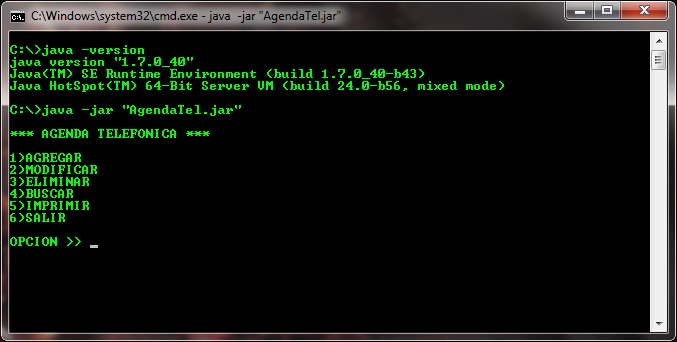 C:\Windows\system32\cmd.exe - java -jar "AgendaTel.jar"
C:\>java -version
java version "1.7.0_40"
Java(TM) SE Runtime Environment (build 1.7.0_40-b43)
Java HotSpot(TM) 64-Bit Server VM (build 24.0-b56, mixed mode)
C:\>java -jar "AgendaTel.jar"
*** AGENDA TELEFONICA ***
1)AGREGAR
2)MODIFICAR
3)ELIMINAR
4)BUSCAR
5)IMPRIMIR
6)SALIR
OPCION >> _